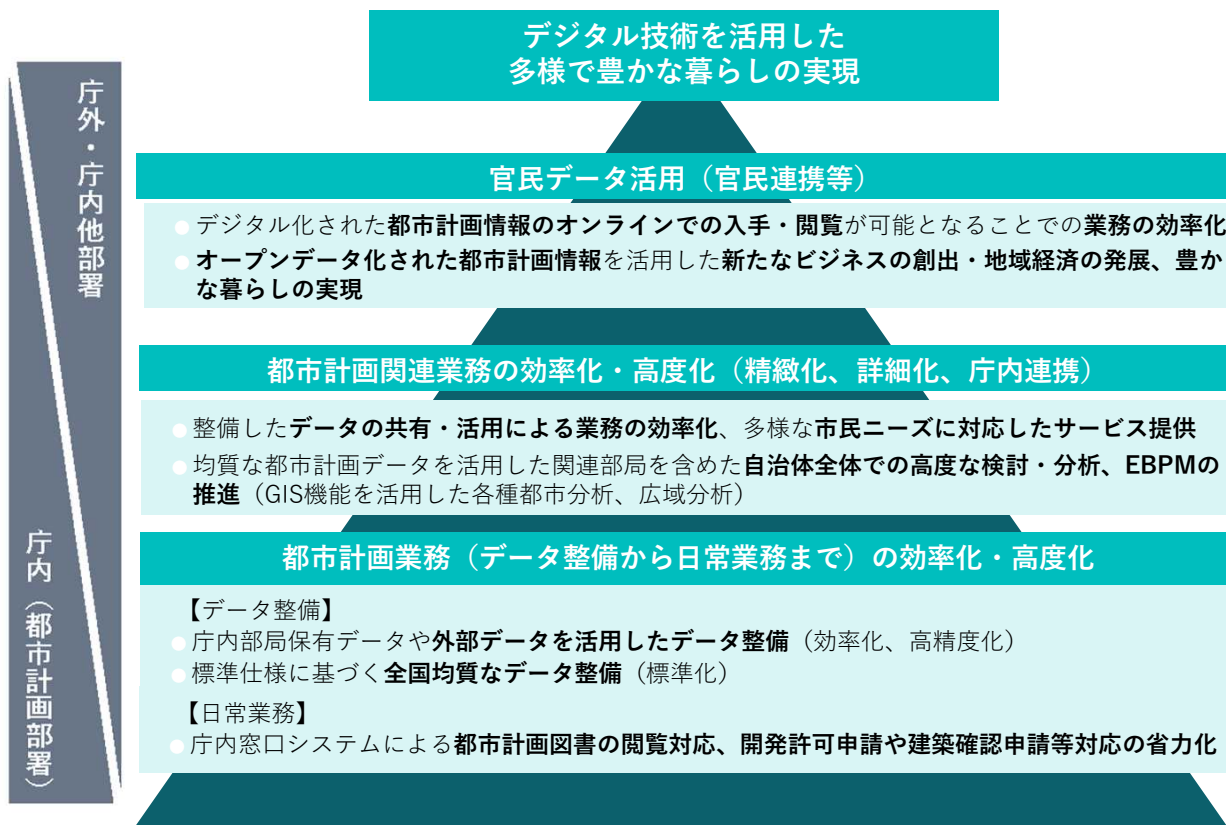 デジタル技術を活用した
多様で豊かな暮らしの実現
庁外・庁内他部署
官民データ活用（官民連携等）
デジタル化された都市計画情報のオンラインでの入手・閲覧が可能となることでの業務の効率化
オープンデータ化された都市計画情報を活用した新たなビジネスの創出・地域経済の発展、豊か
な暮らしの実現
都市計画関連業務の効率化・高度化（精緻化、詳細化、庁内連携）
整備したデータの共有・活用による業務の効率化、多様な市民ニーズに対応したサービス提供
均質な都市計画データを活用した関連部局を含めた自治体全体での高度な検討・分析、EBPMの
推進（GIS機能を活用した各種都市分析、広域分析）
庁内（都市計画部署）
都市計画業務（データ整備から日常業務まで）の効率化・高度化
【データ整備】
庁内部局保有データや外部データを活用したデータ整備（効率化、高精度化）
標準仕様に基づく全国均質なデータ整備（標準化）
【日常業務】
庁内窓口システムによる都市計画図書の閲覧対応、開発許可申請や建築確認申請等対応の省力化